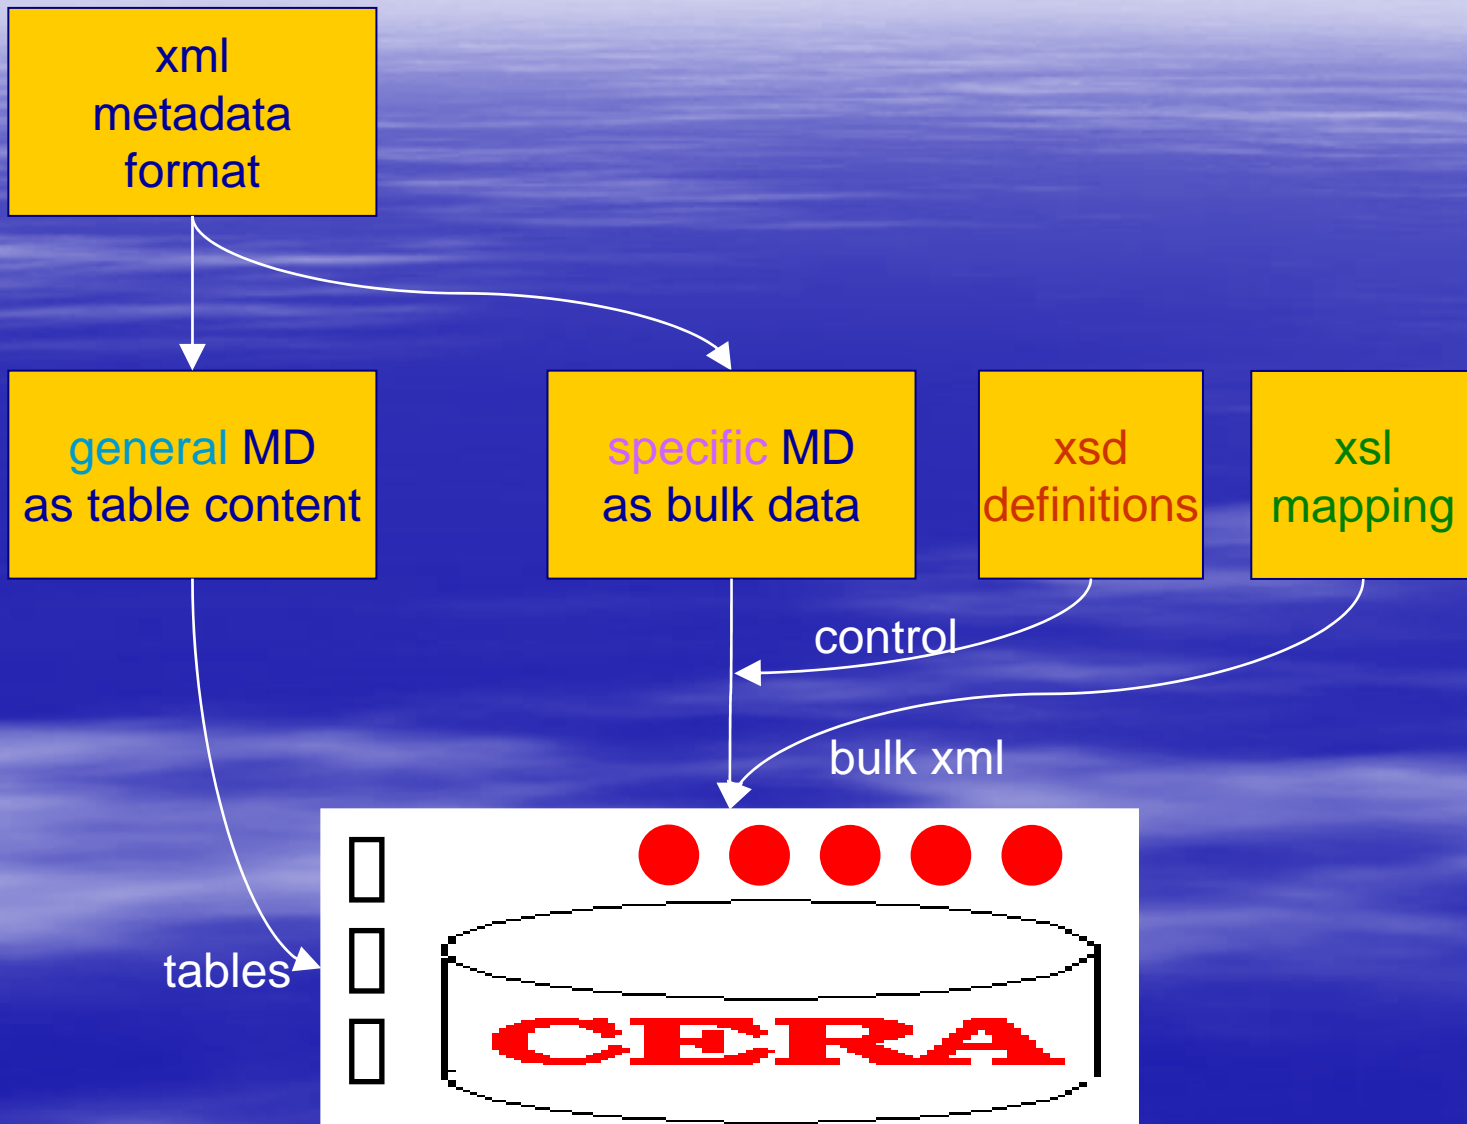 xml
metadata
format
general MD
as table content
specific MD
as bulk data
xsd
definitions
xsl
mapping
control
bulk xml
tables
CERA